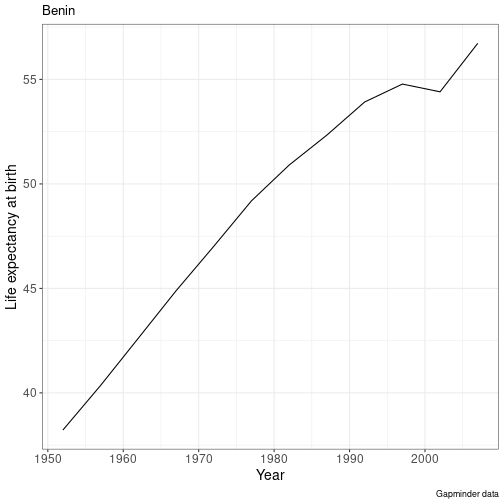 Benin
Life expectancy at birth
55
50
45
40
1950 1960 1970 1980 1990 2000
Year
Gapminder data